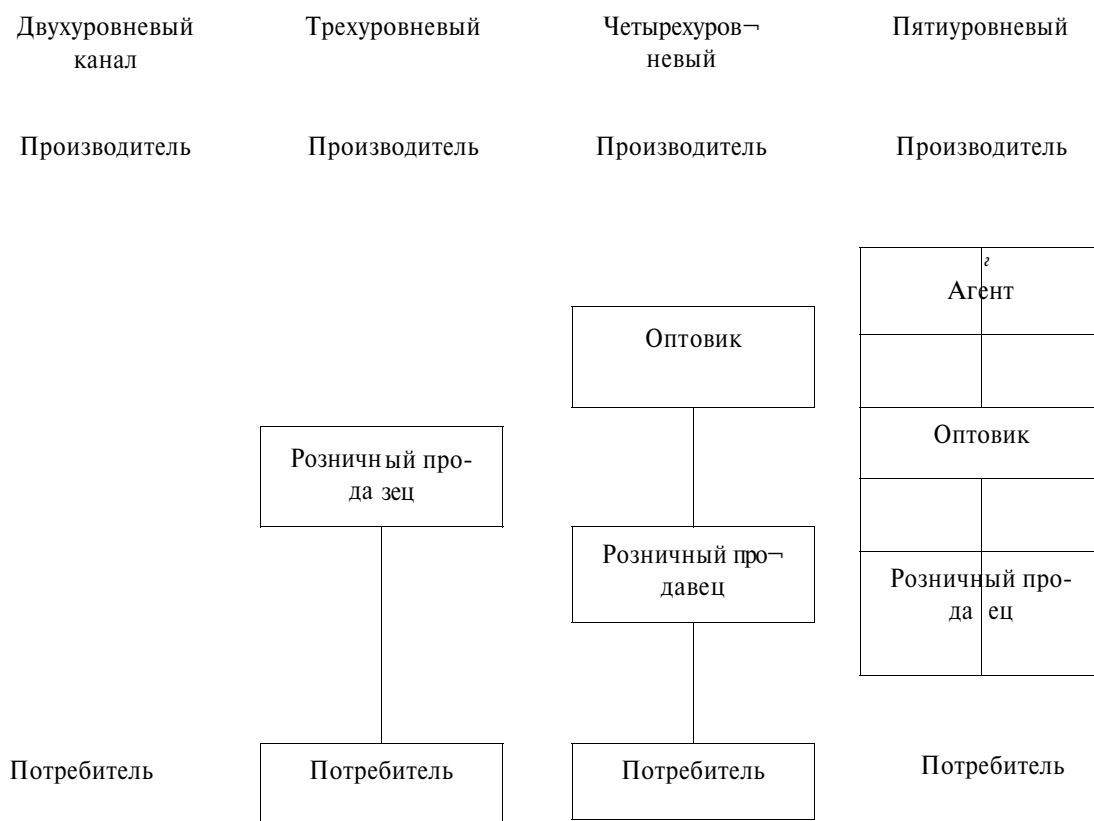 Двухуровневый
канал
Трехуровневый
Четырехуров¬
невый
Пятиуровневый
Производитель
Производитель
Производитель
Производитель
г
Агент
Оптовик
Оптовик
Розничный про-
да зец
Розничный про¬
давец
Розничный про-
да ец
Потребитель
Потребитель
Потребитель
Потребитель